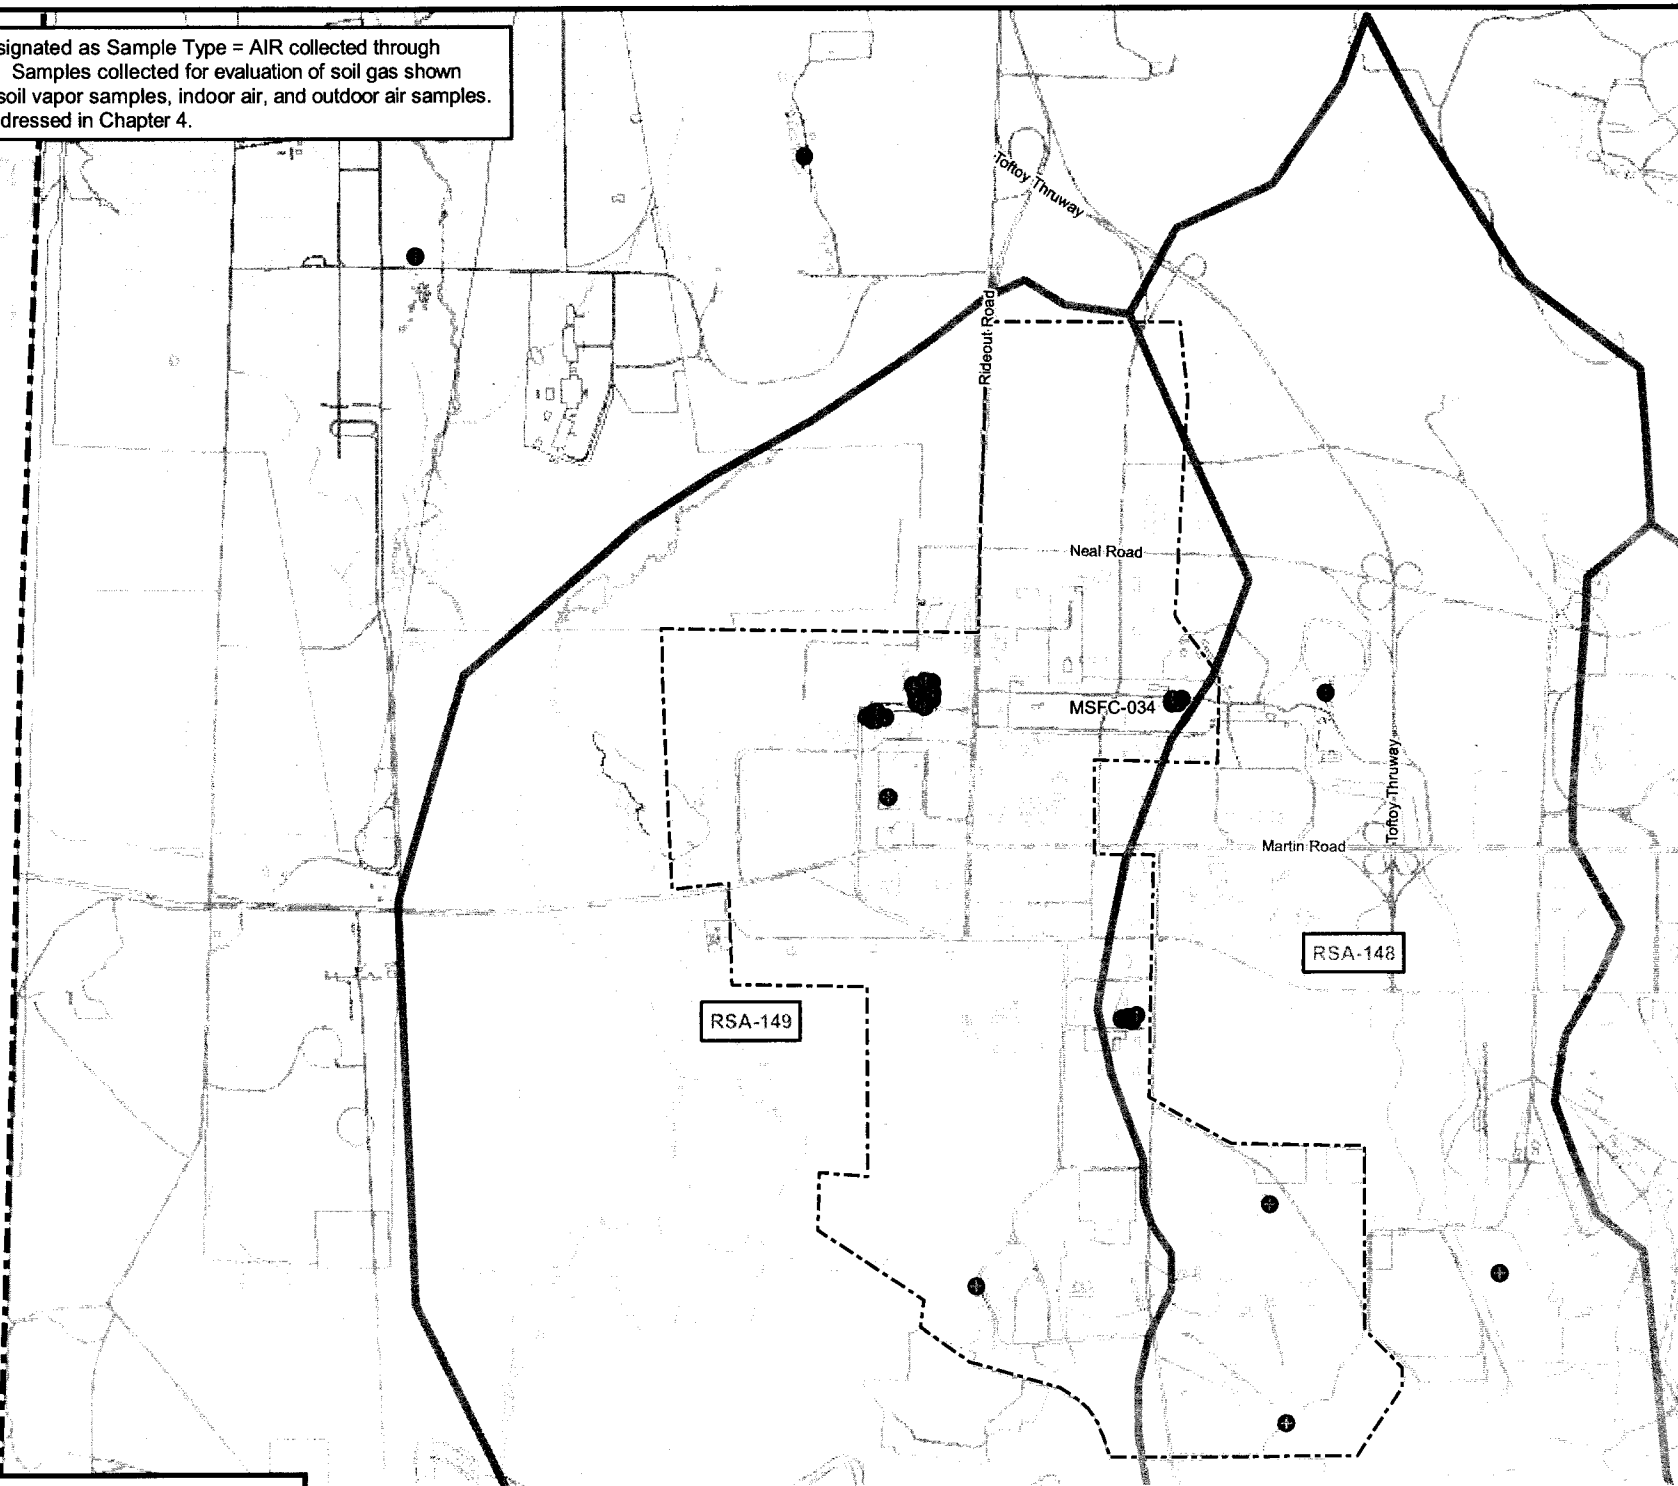 signated as Sample Type = AIR collected through
Samples collected for evaluation of soil gas shown
soil vapor samples, indoor air, and outdoor air samples.
dressed in Chapter 4.
Toftoy Thruway
Rideout Road
Neal Road
MSFC-034
Toftoy Thruway
Martin Road
RSA-148
RSA-149